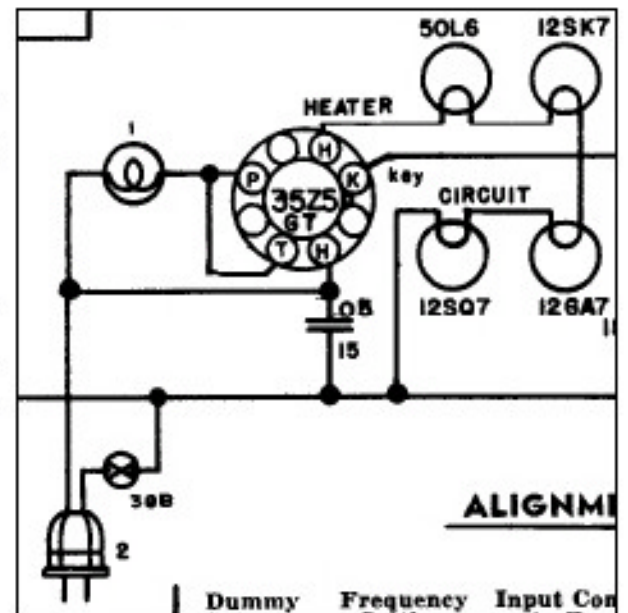 50L6 12SK7
HEATER
1
H
P K key
35Z5
GT
CIRCUIT
T H
.05
15
12SQ7 12SA7
1
30B
2
ALIGNM
Dummy Frequency Input Con